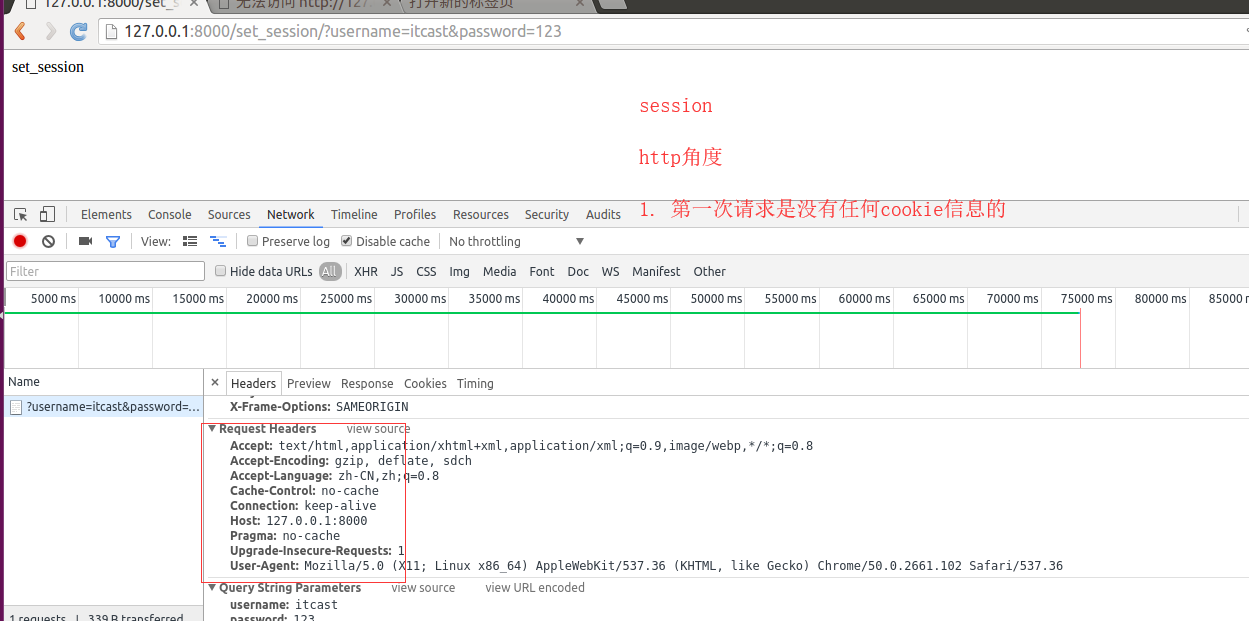 127.0.0.1:8000/set_s × 无法访问 http://127. × 打开新的标签页 ×
127.0.0.1:8000/set_session/?username=itcast&password=123
set_session
session
http角度
1. 第一次请求是没有任何cookie信息的
Elements Console Sources Network Timeline Profiles Resources Security Audits
View: Preserve log Disable cache No throttling
Filter Hide data URLs All XHR JS CSS Img Media Font Doc WS Manifest Other
5000 ms 10000 ms 15000 ms 20000 ms 25000 ms 30000 ms 35000 ms 40000 ms 45000 ms 50000 ms 55000 ms 60000 ms 65000 ms 70000 ms 75000 ms 80000 ms 85000
Name × Headers Preview Response Cookies Timing
?username=itcast&password=...
X-Frame-Options: SAMEORIGIN
Request Headers view source
Accept: text/html,application/xhtml+xml,application/xml;q=0.9,image/webp,*/*;q=0.8
Accept-Encoding: gzip, deflate, sdch
Accept-Language: zh-CN,zh;q=0.8
Cache-Control: no-cache
Connection: keep-alive
Host: 127.0.0.1:8000
Pragma: no-cache
Upgrade-Insecure-Requests: 1
User-Agent: Mozilla/5.0 (X11; Linux x86_64) AppleWebKit/537.36 (KHTML, like Gecko) Chrome/50.0.2661.102 Safari/537.36
Query String Parameters view source view URL encoded
username: itcast
password: 123
1 requests | 339 B transferred